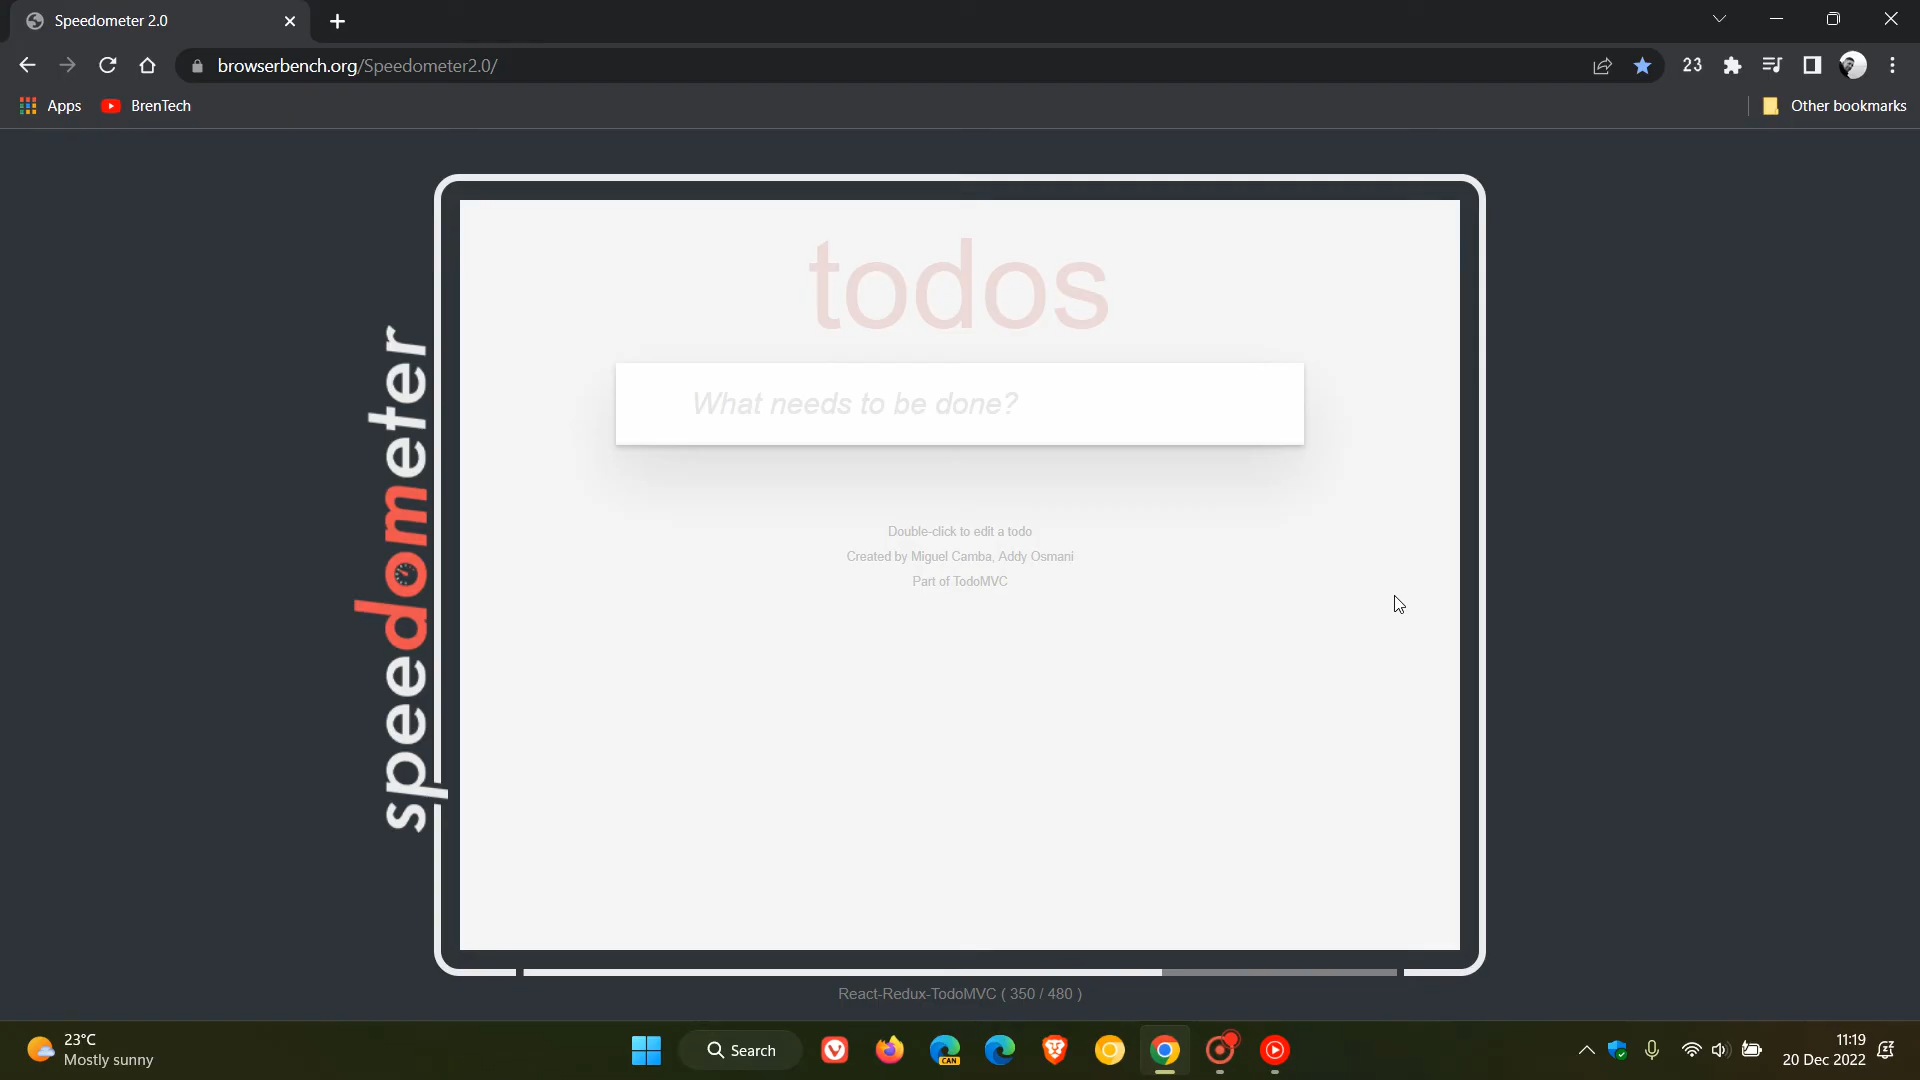 Speedometer 2.0
browserbench.org/Speedometer2.0/
23
Apps
BrenTech
Other bookmarks
speedometer
todos
What needs to be done?
Double-click to edit a todo
Created by Miguel Camba, Addy Osmani
Part of TodoMVC
React-Redux-TodoMVC ( 350 / 480 )
23°C
Mostly sunny
Search
CAN
11:19
20 Dec 2022